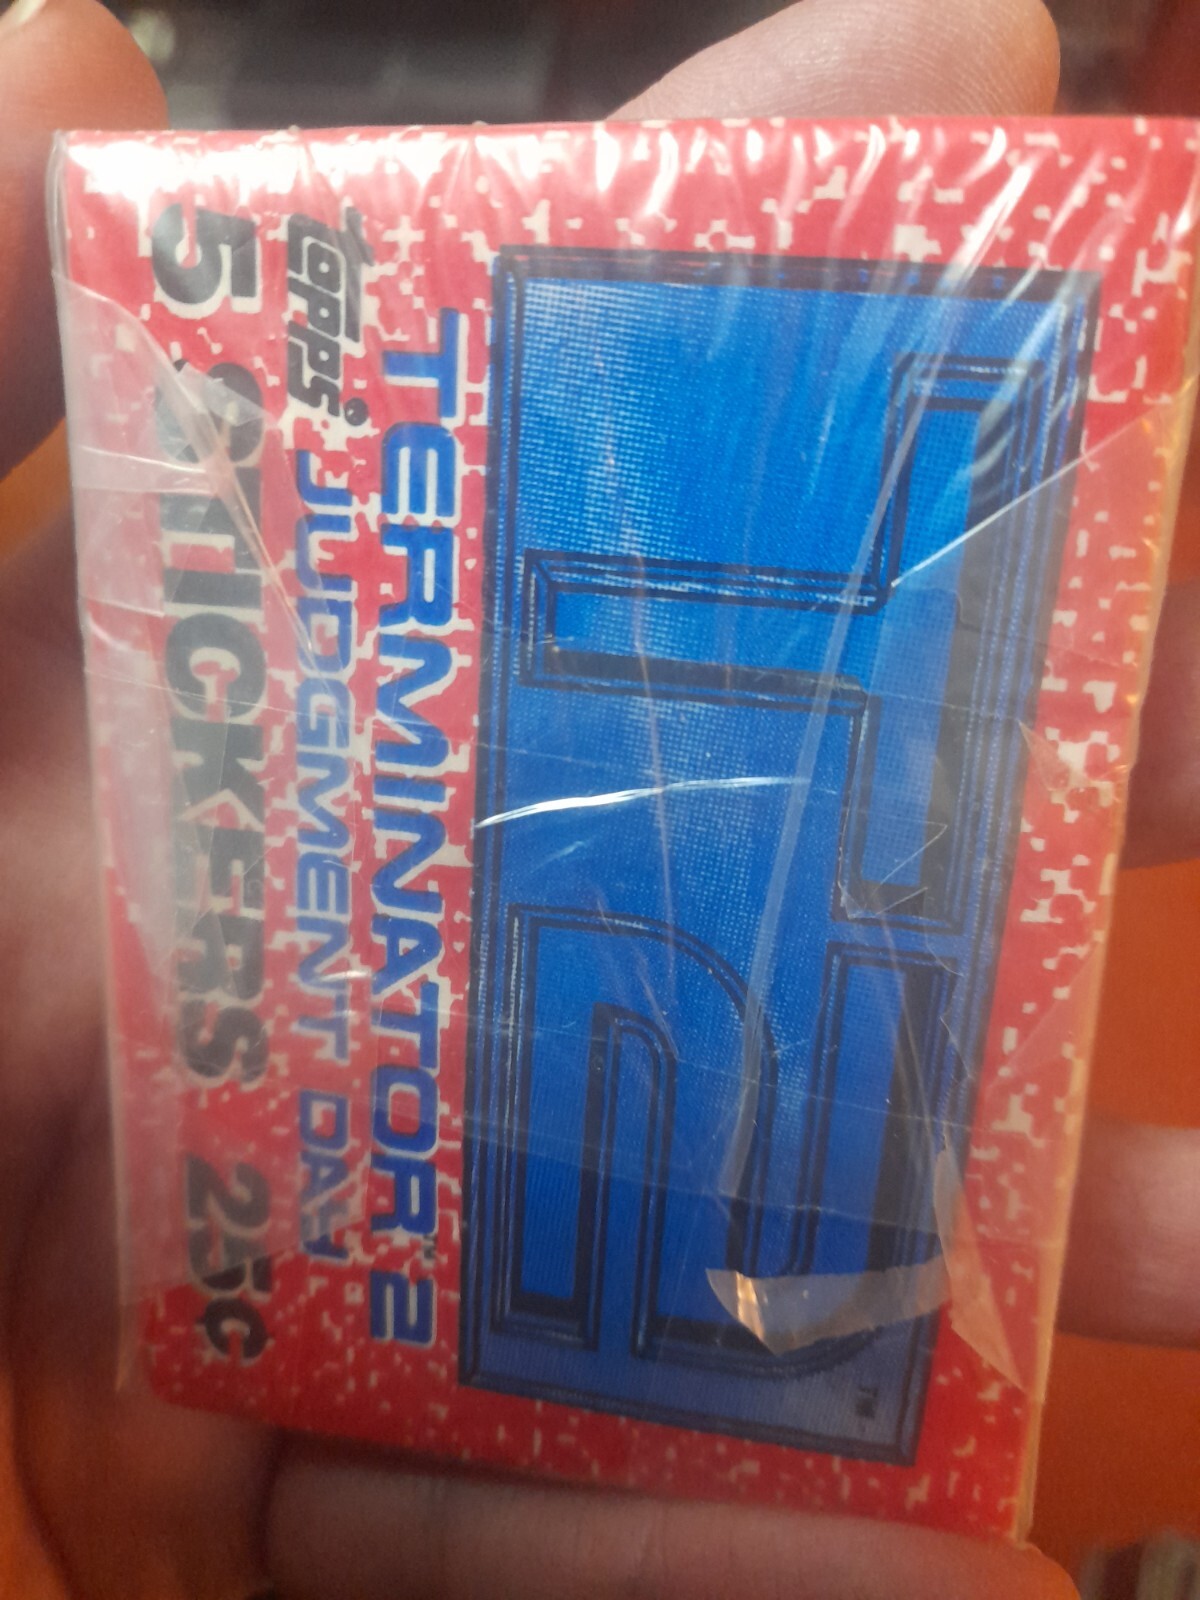 T2
TM
TERMINATOR 2
TOPPS® JUDGMENT DAY
5 STICKERS 25¢